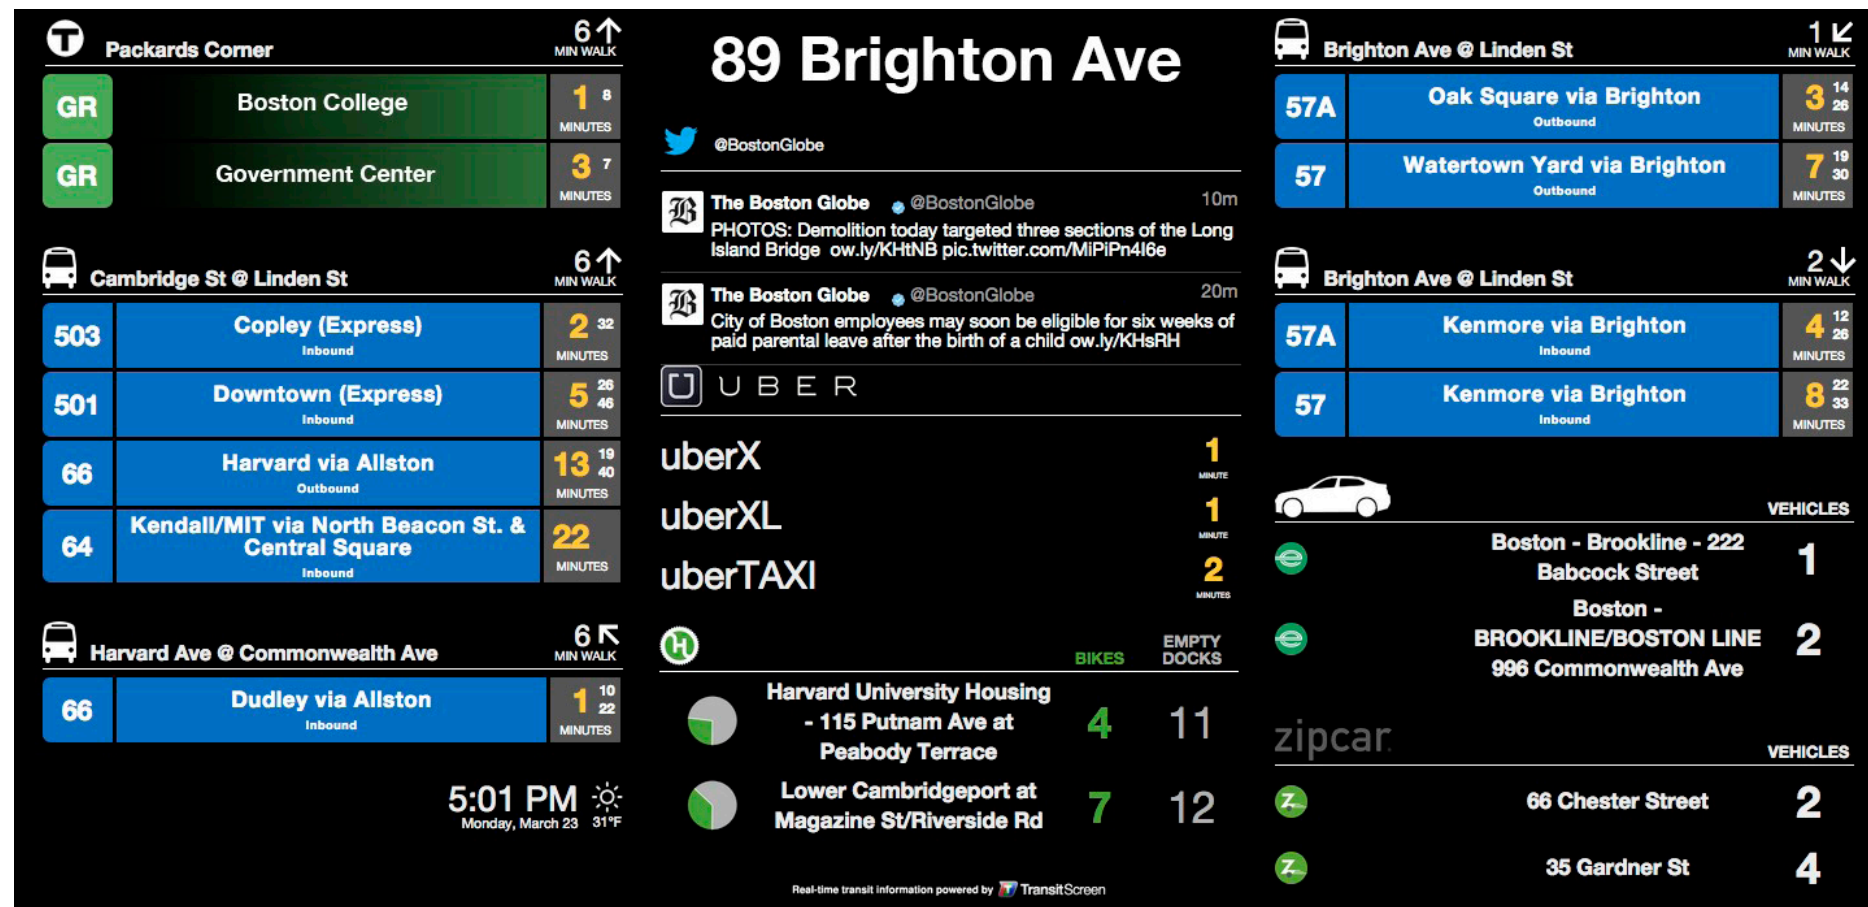 T
Packards Corner
6
MIN WALK
GR
Boston College
1 8
MINUTES
GR
Government Center
3 7
MINUTES
Cambridge St @ Linden St
6
MIN WALK
503
Copley (Express)
Inbound
2 32
MINUTES
501
Downtown (Express)
Inbound
5 26
46
MINUTES
66
Harvard via Allston
Outbound
13 19
40
MINUTES
64
Kendall/MIT via North Beacon St. &
Central Square
Inbound
22
MINUTES
Harvard Ave @ Commonwealth Ave
6
MIN WALK
66
Dudley via Allston
Inbound
1 10
22
MINUTES
5:01 PM
Monday, March 23 31°F
89 Brighton Ave
@BostonGlobe
B
The Boston Globe @BostonGlobe 10m
PHOTOS: Demolition today targeted three sections of the Long
Island Bridge ow.ly/KHtNB pic.twitter.com/MiPiPn4I6e
B
The Boston Globe @BostonGlobe 20m
City of Boston employees may soon be eligible for six weeks of
paid parental leave after the birth of a child ow.ly/KHsRH
U UBER
uberX
1
MINUTE
uberXL
1
MINUTE
uberTAXI
2
MINUTES
H
BIKES
EMPTY
DOCKS
Harvard University Housing
- 115 Putnam Ave at
Peabody Terrace
4 11
Lower Cambridgeport at
Magazine St/Riverside Rd
7 12
Real-time transit information powered by T TransitScreen
Brighton Ave @ Linden St
1
MIN WALK
57A
Oak Square via Brighton
Outbound
3 14
26
MINUTES
57
Watertown Yard via Brighton
Outbound
7 19
30
MINUTES
Brighton Ave @ Linden St
2
MIN WALK
57A
Kenmore via Brighton
Inbound
4 12
26
MINUTES
57
Kenmore via Brighton
Inbound
8 22
33
MINUTES
VEHICLES
e
Boston - Brookline - 222
Babcock Street
1
e
Boston -
BROOKLINE/BOSTON LINE
996 Commonwealth Ave
2
zipcar.
VEHICLES
Z
66 Chester Street
2
Z
35 Gardner St
4